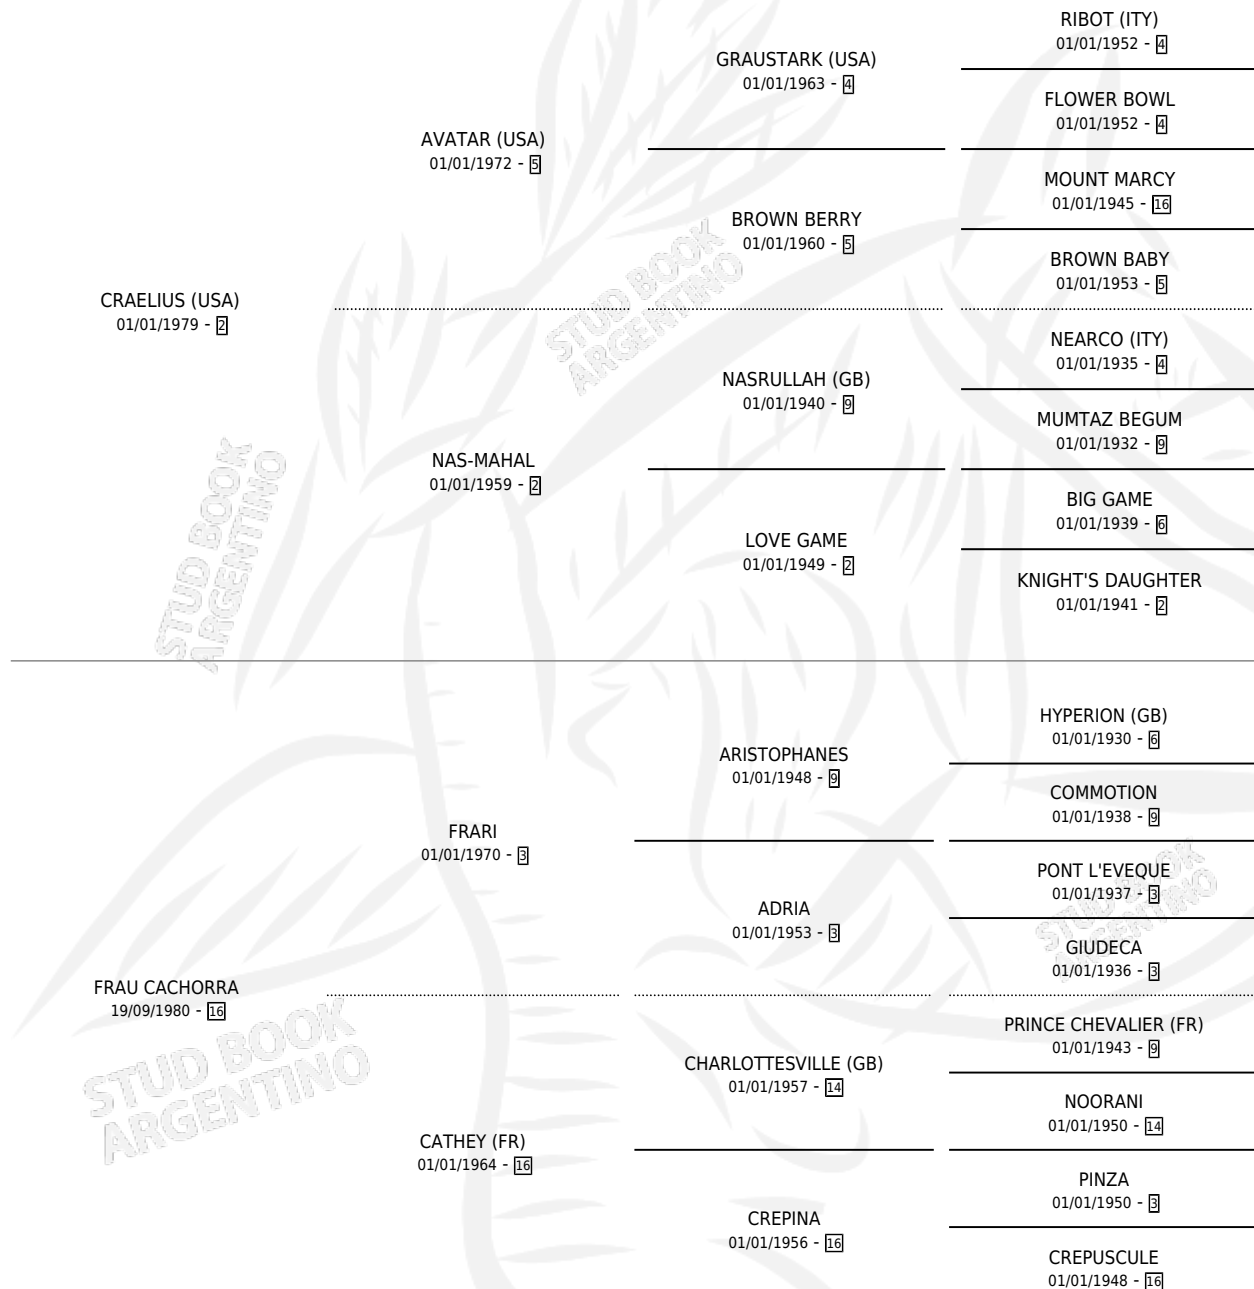 RIBOT (ITY)
01/01/1952 - 4
GRAUSTARK (USA)
01/01/1963 - 4
FLOWER BOWL
01/01/1952 - 4
AVATAR (USA)
01/01/1972 - 5
MOUNT MARCY
01/01/1945 - 16
BROWN BERRY
01/01/1960 - 5
BROWN BABY
01/01/1953 - 5
CRAELIUS (USA)
01/01/1979 - 2
STUD BOOK
ARGENTINO
NEARCO (ITY)
01/01/1935 - 4
NASRULLAH (GB)
01/01/1940 - 9
MUMTAZ BEGUM
01/01/1932 - 9
NAS-MAHAL
01/01/1959 - 2
BIG GAME
01/01/1939 - 6
LOVE GAME
01/01/1949 - 2
KNIGHT'S DAUGHTER
01/01/1941 - 2
STUD BOOK
ARGENTINO
HYPERION (GB)
01/01/1930 - 6
ARISTOPHANES
01/01/1948 - 9
COMMOTION
01/01/1938 - 9
FRARI
01/01/1970 - 3
PONT L'EVEQUE
01/01/1937 - 3
ADRIA
01/01/1953 - 3
GIUDECA
01/01/1936 - 3
STUD BOOK
ARGENTINO
FRAU CACHORRA
19/09/1980 - 16
PRINCE CHEVALIER (FR)
01/01/1943 - 9
CHARLOTTESVILLE (GB)
01/01/1957 - 14
NOORANI
01/01/1950 - 14
CATHEY (FR)
01/01/1964 - 16
PINZA
01/01/1950 - 3
CREPINA
01/01/1956 - 16
CREPUSCULE
01/01/1948 - 16
STUD BOOK
ARGENTINO